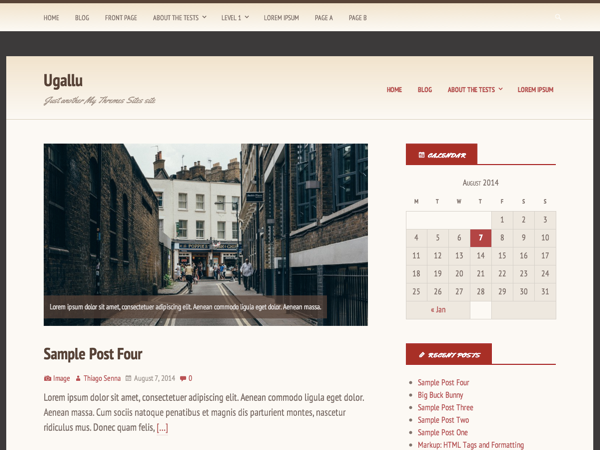 HOME BLOG FRONT PAGE ABOUT THE TESTS LEVEL 1 LOREM IPSUM PAGE A PAGE B
Ugallu
Just another My Themes Sites site
HOME BLOG ABOUT THE TESTS LOREM IPSUM
Lorem ipsum dolor sit amet, consectetuer adipiscing elit. Aenean commodo ligula eget dolor. Aenean massa.
Sample Post Four
Image Thiago Senna August 7, 2014 0
Lorem ipsum dolor sit amet, consectetuer adipiscing elit. Aenean commodo ligula eget dolor.
Aenean massa. Cum sociis natoque penatibus et magnis dis parturient montes, nascetur
ridiculus mus. Donec quam felis, [...]
CALENDAR
August 2014
M T W T F S S
1 2 3
4 5 6 7 8 9 10
11 12 13 14 15 16 17
18 19 20 21 22 23 24
25 26 27 28 29 30 31
« Jan
RECENT POSTS
Sample Post Four
Big Buck Bunny
Sample Post Three
Sample Post Two
Sample Post One
Markup: HTML Tags and Formatting